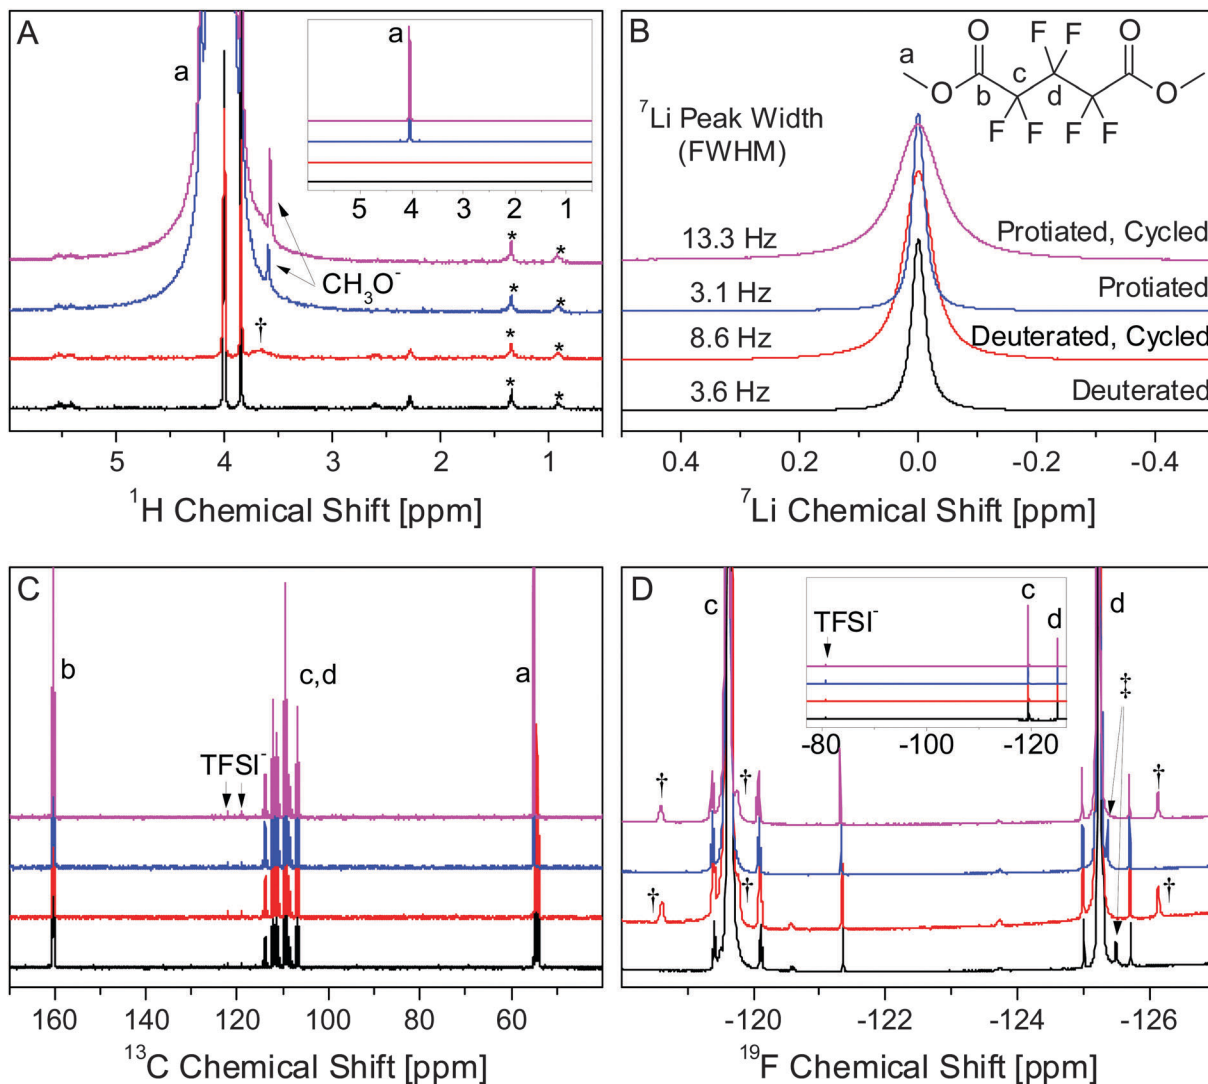 A
a
a
5 4 3 2 1
CH3O-
†
* *
* *
* *
* *
5 4 3 2 1
1H Chemical Shift [ppm]
B
O F F F F O
a O b c d O
F F F F
7Li Peak Width
(FWHM)
13.3 Hz Protiated, Cycled
3.1 Hz Protiated
8.6 Hz Deuterated, Cycled
3.6 Hz Deuterated
0.4 0.2 0.0 -0.2 -0.4
7Li Chemical Shift [ppm]
C
b
c,d
a
TFSI-
160 140 120 100 80 60
13C Chemical Shift [ppm]
D
c
d
TFSI-
c
d
-80 -100 -120
‡
† † †
† † †
-120 -122 -124 -126
19F Chemical Shift [ppm]